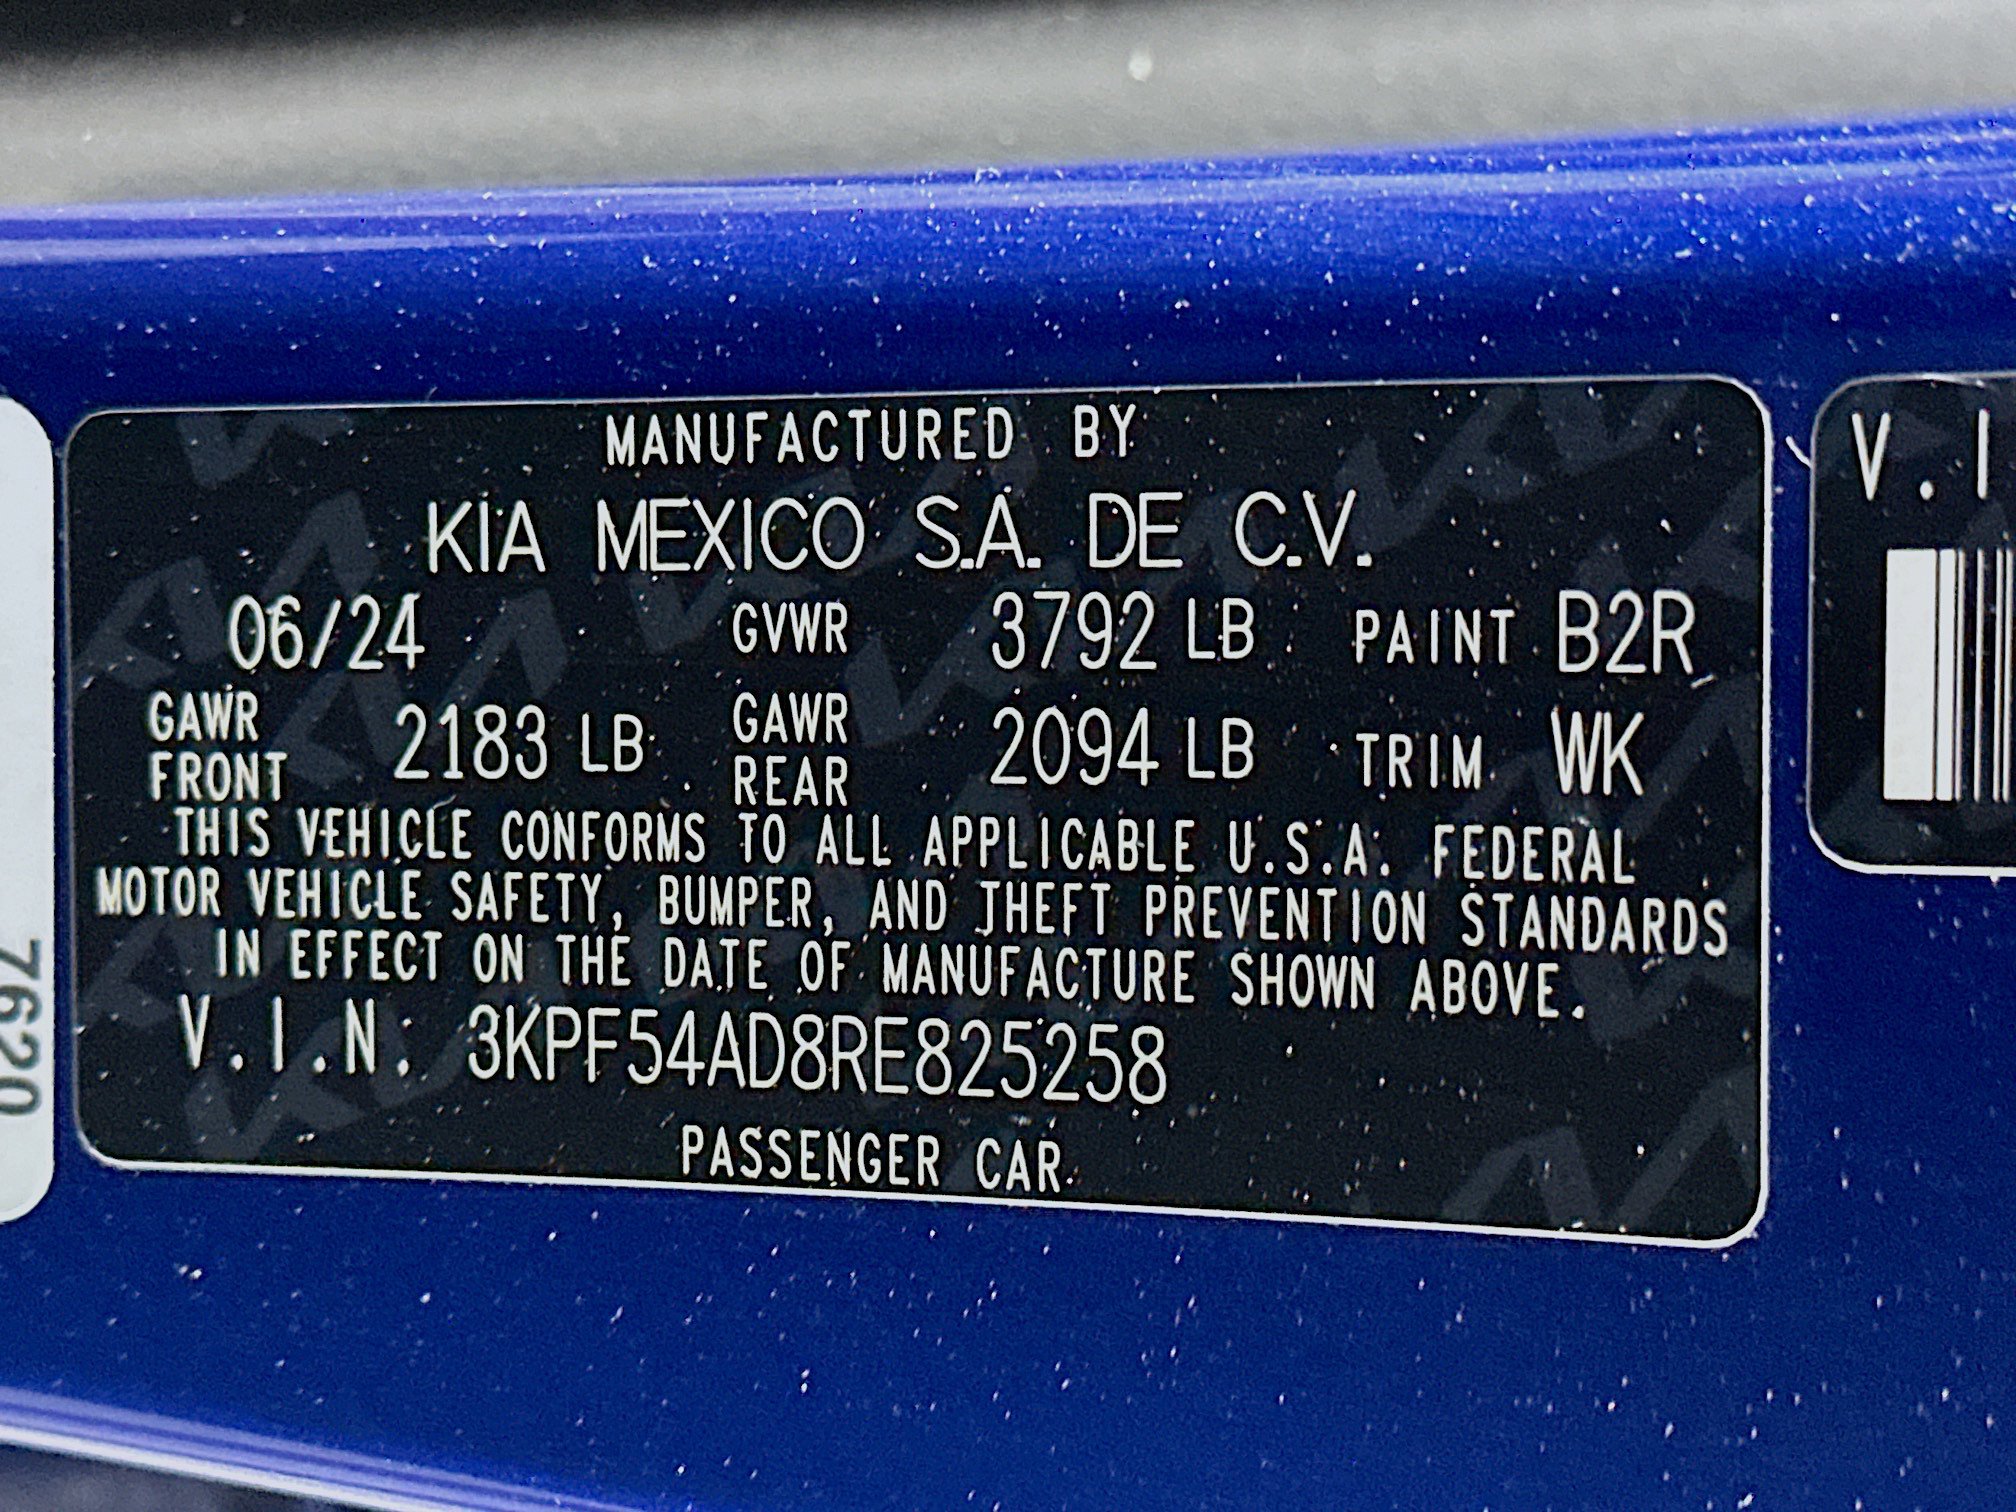 MANUFACTURED BY
KIA MEXICO S.A. DE C.V.
06/24 GVWR 3792 LB PAINT B2R
GAWR FRONT 2183 LB GAWR REAR 2094 LB TRIM WK
THIS VEHICLE CONFORMS TO ALL APPLICABLE U.S.A. FEDERAL
MOTOR VEHICLE SAFETY, BUMPER, AND THEFT PREVENTION STANDARDS
IN EFFECT ON THE DATE OF MANUFACTURE SHOWN ABOVE.
V.I.N: 3KPF54AD8RE825258
PASSENGER CAR
V.I
7620